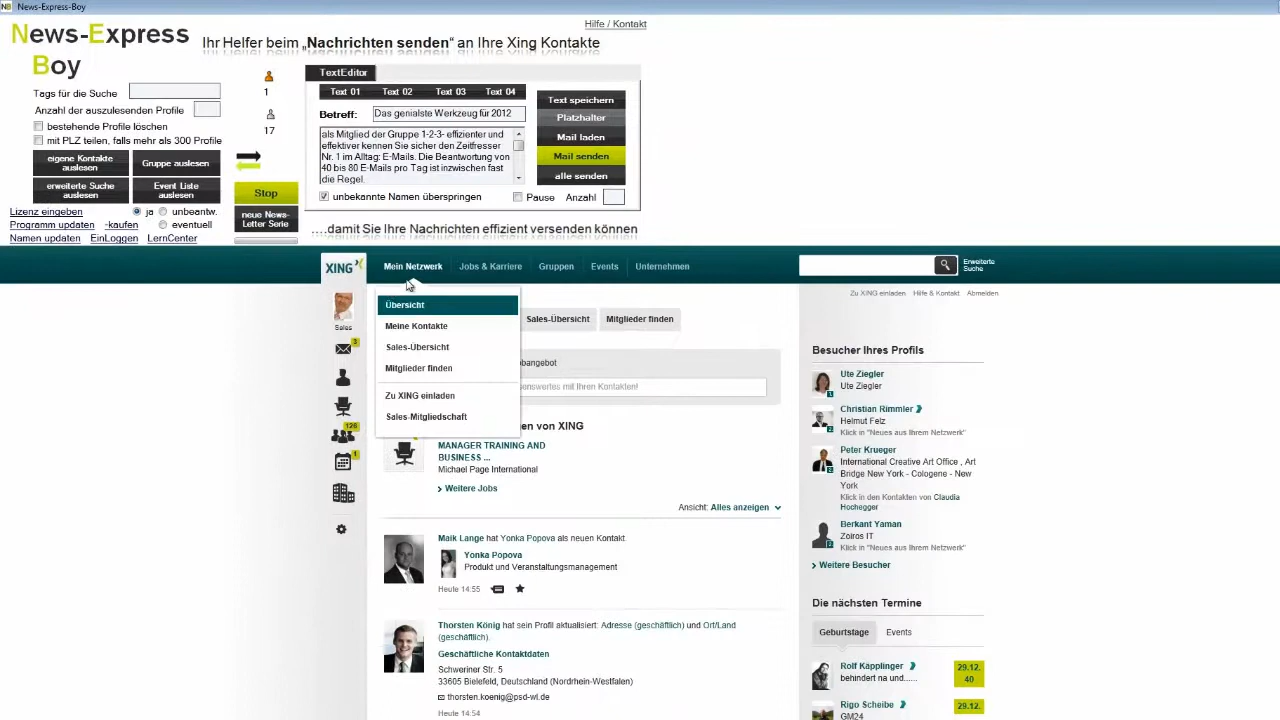 News-Express-Boy
News-Express
Boy
Ihr Helfer beim „Nachrichten senden“ an Ihre Xing Kontakte
Hilfe / Kontakt
Tags für die Suche
Anzahl der auszulesenden Profile
bestehende Profile löschen
mit PLZ teilen, falls mehr als 300 Profile
eigene Kontakte
auslesen
Gruppe auslesen
erweiterte Suche
auslesen
Event Liste
auslesen
Lizenz eingeben
ja
unbeantw.
Programm updaten
-kaufen
eventuell
Namen updaten
EinLoggen
LernCenter
1
17
Stop
neue News-
Letter Serie
TextEditor
Text 01
Text 02
Text 03
Text 04
Betreff:
Das genialste Werkzeug für 2012
als Mitglied der Gruppe 1-2-3- effizienter und
effektiver kennen Sie sicher den Zeitfresser
Nr. 1 im Alltag: E-Mails. Die Beantwortung von
40 bis 80 E-Mails pro Tag ist inzwischen fast
die Regel.
unbekannte Namen überspringen
Text speichern
Platzhalter
Mail laden
Mail senden
alle senden
Pause
Anzahl
....damit Sie Ihre Nachrichten effizient versenden können
XING
Mein Netzwerk
Jobs & Karriere
Gruppen
Events
Unternehmen
Erweiterte
Suche
Zu XING einladen
Hilfe & Kontakt
Abmelden
Sales
3
128
1
Übersicht
Meine Kontakte
Sales-Übersicht
Mitglieder finden
Zu XING einladen
Sales-Mitgliedschaft
Sales-Übersicht
Mitglieder finden
obangebot
senswertes mit Ihren Kontakten!
en von XING
MANAGER TRAINING AND
BUSINESS ...
Michael Page International
Weitere Jobs
Ansicht: Alles anzeigen
Maik Lange hat Yonka Popova als neuen Kontakt.
Yonka Popova
Produkt und Veranstaltungsmanagement
Heute 14:55
Thorsten König hat sein Profil aktualisiert: Adresse (geschäftlich) und Ort/Land
(geschäftlich).
Geschäftliche Kontaktdaten
Schweriner Str. 5
33605 Bielefeld, Deutschland (Nordrhein-Westfalen)
thorsten.koenig@psd-wl.de
Heute 14:54
Besucher Ihres Profils
Ute Ziegler
Ute Ziegler
Christian Rimmler
Helmut Felz
Klick in "Neues aus Ihrem Netzwerk"
Peter Krueger
International Creative Art Office , Art
Bridge New York - Cologene - New
York
Klick in den Kontakten von Claudia
Hochegger
Berkant Yaman
Zoiros IT
Klick in "Neues aus Ihrem Netzwerk"
Weitere Besucher
Die nächsten Termine
Geburtstage
Events
Rolf Käpplinger
behindert na und......
29.12.
40
Rigo Scheibe
GM24
29.12.